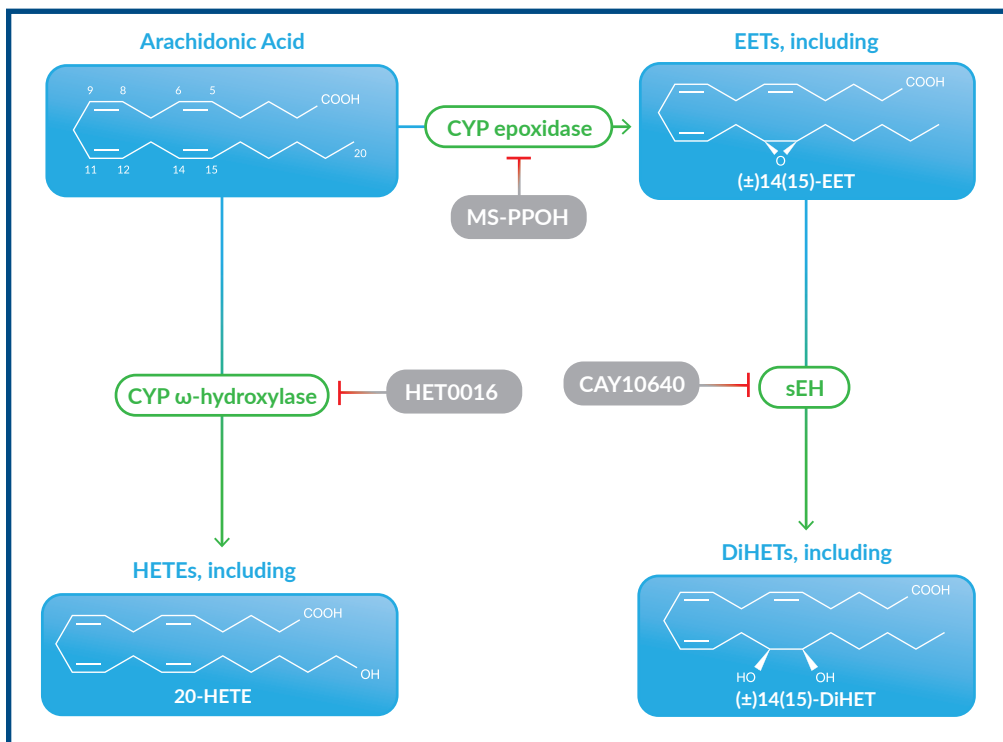 Arachidonic Acid
EETs, including
9
8
6
5
COOH
11
12
14
15
20
CYP epoxidase
MS-PPOH
COOH
O
(±)14(15)-EET
CYP ω-hydroxylase
HET0016
CAY10640
sEH
HETEs, including
DiHETs, including
COOH
OH
20-HETE
COOH
HO
OH
(±)14(15)-DiHET